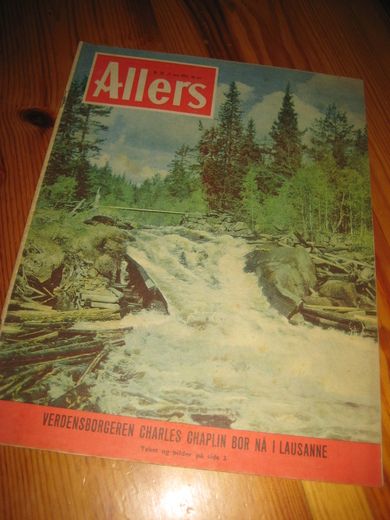 Allers
VERDENSBORGEREN CHARLES CHAPLIN BOR NÅ I LAUSANNE
Tekst og bilder på side 3